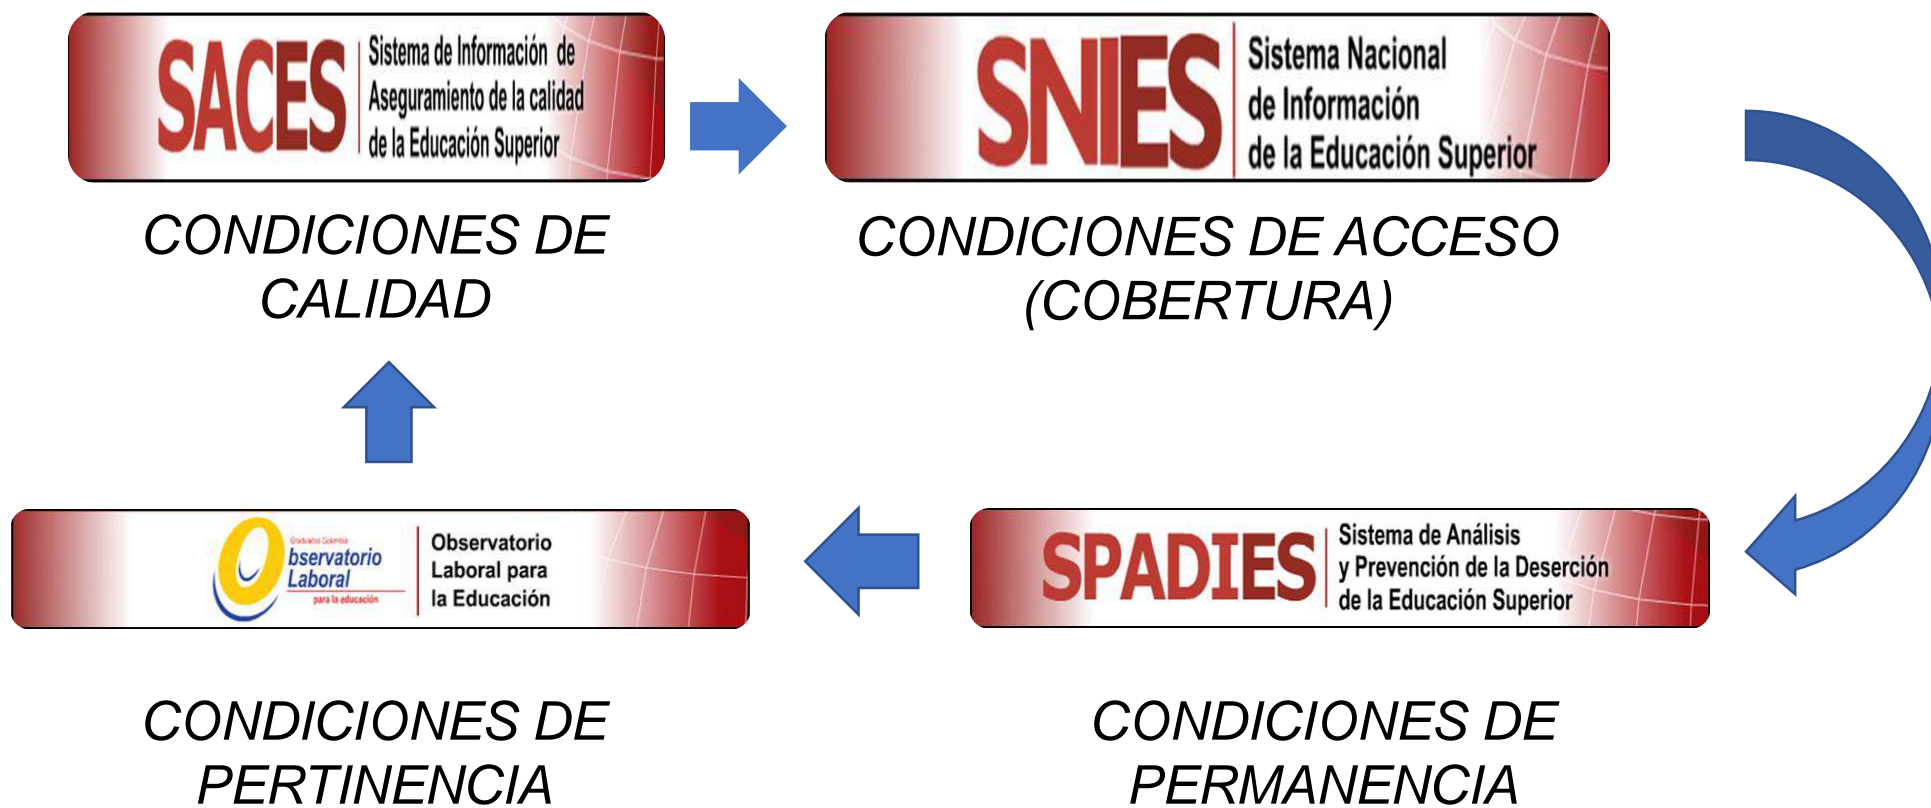 SACES
Sistema de Información de
Aseguramiento de la calidad
de la Educación Superior
SNIES
Sistema Nacional
de Información
de la Educación Superior
CONDICIONES DE
CALIDAD
CONDICIONES DE ACCESO
(COBERTURA)
Graduados Colombia
Observatorio
Laboral
para la educación
Observatorio
Laboral para
la Educación
SPADIES
Sistema de Análisis
y Prevención de la Deserción
de la Educación Superior
CONDICIONES DE
PERTINENCIA
CONDICIONES DE
PERMANENCIA